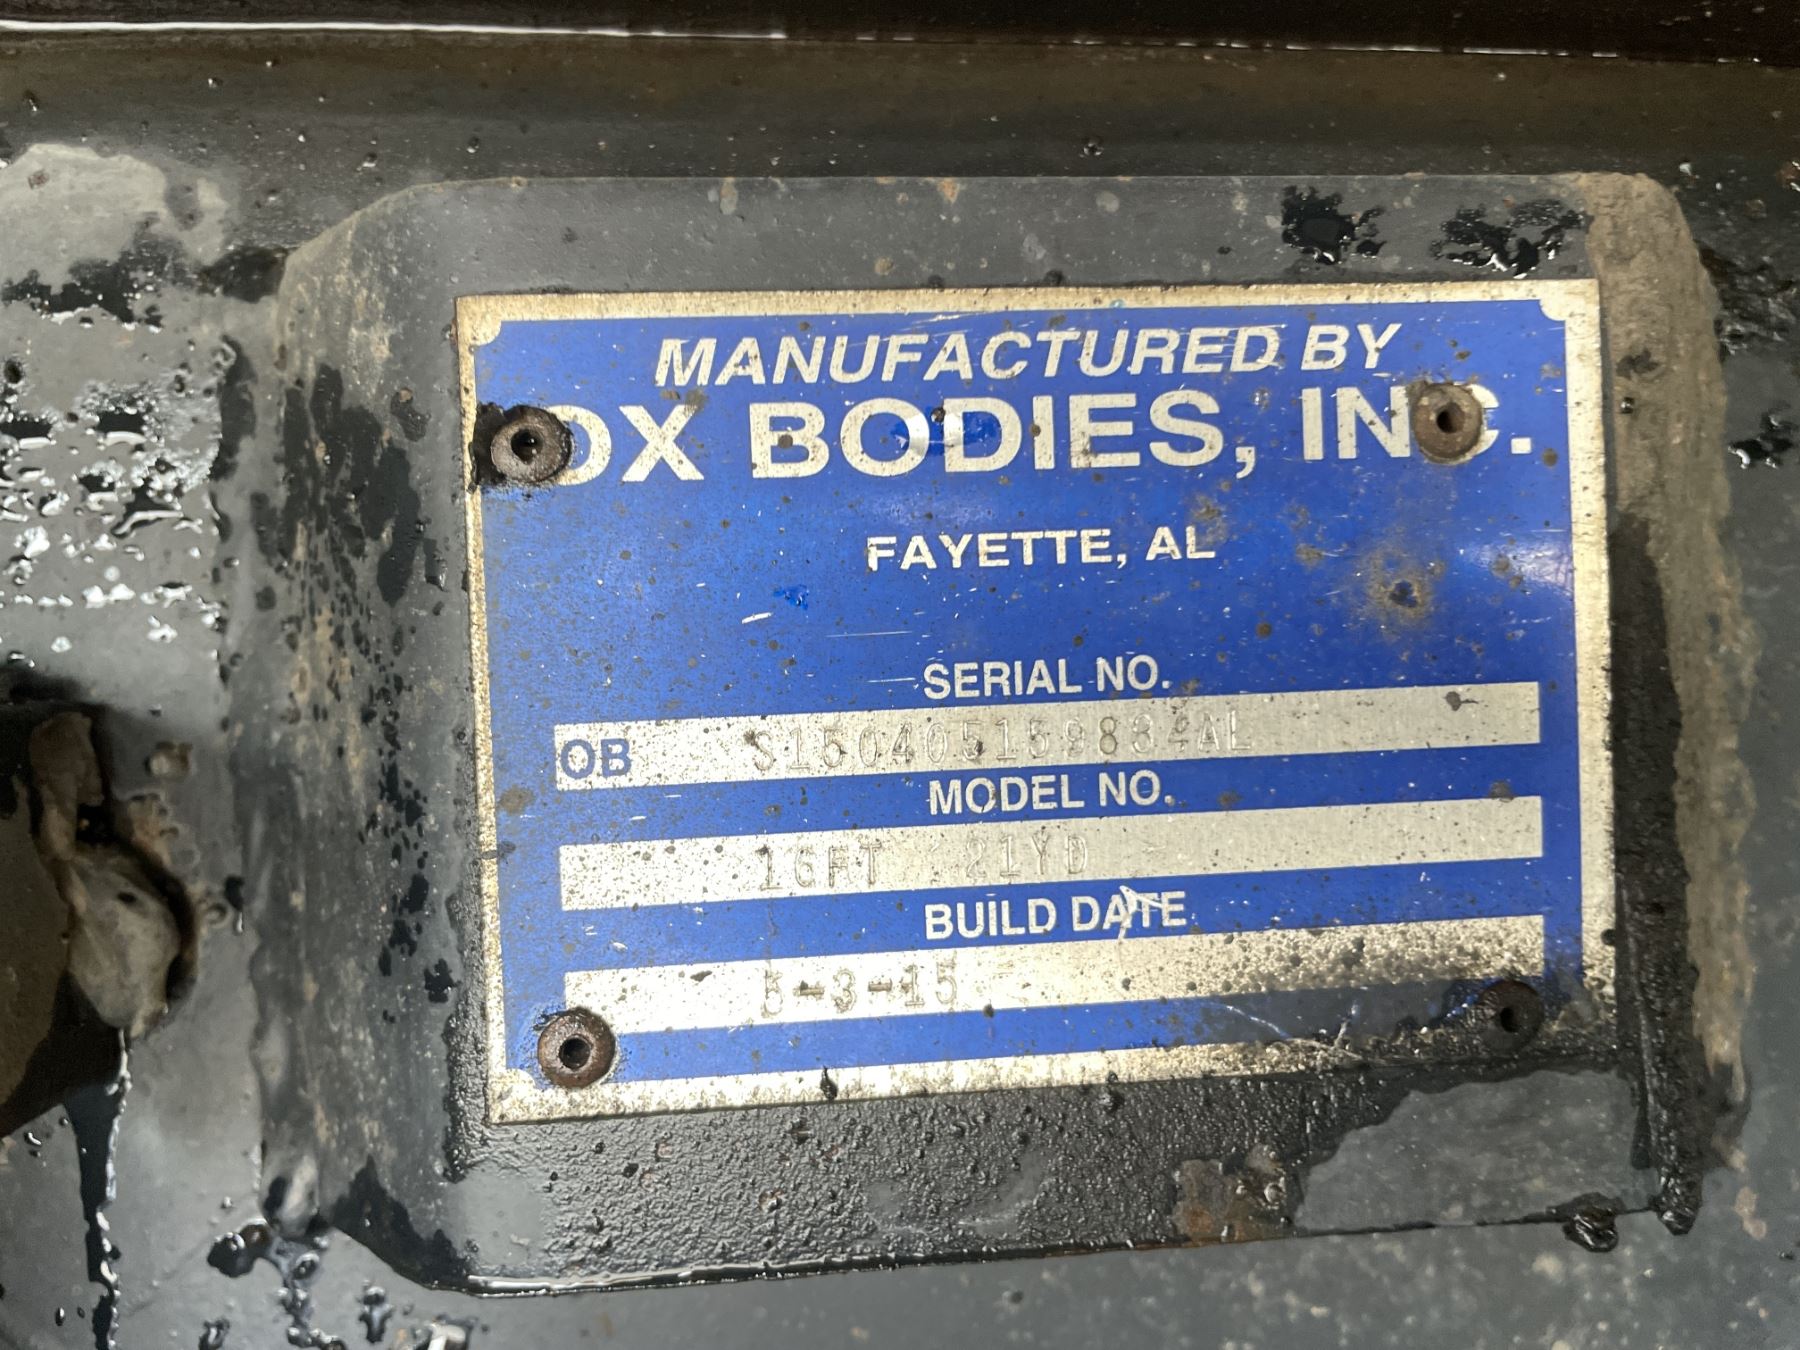 MANUFACTURED BY
OX BODIES, INC.
FAYETTE, AL
SERIAL NO.
OB S150405159884AL
MODEL NO.
16FT 21YD
BUILD DATE
5-3-15